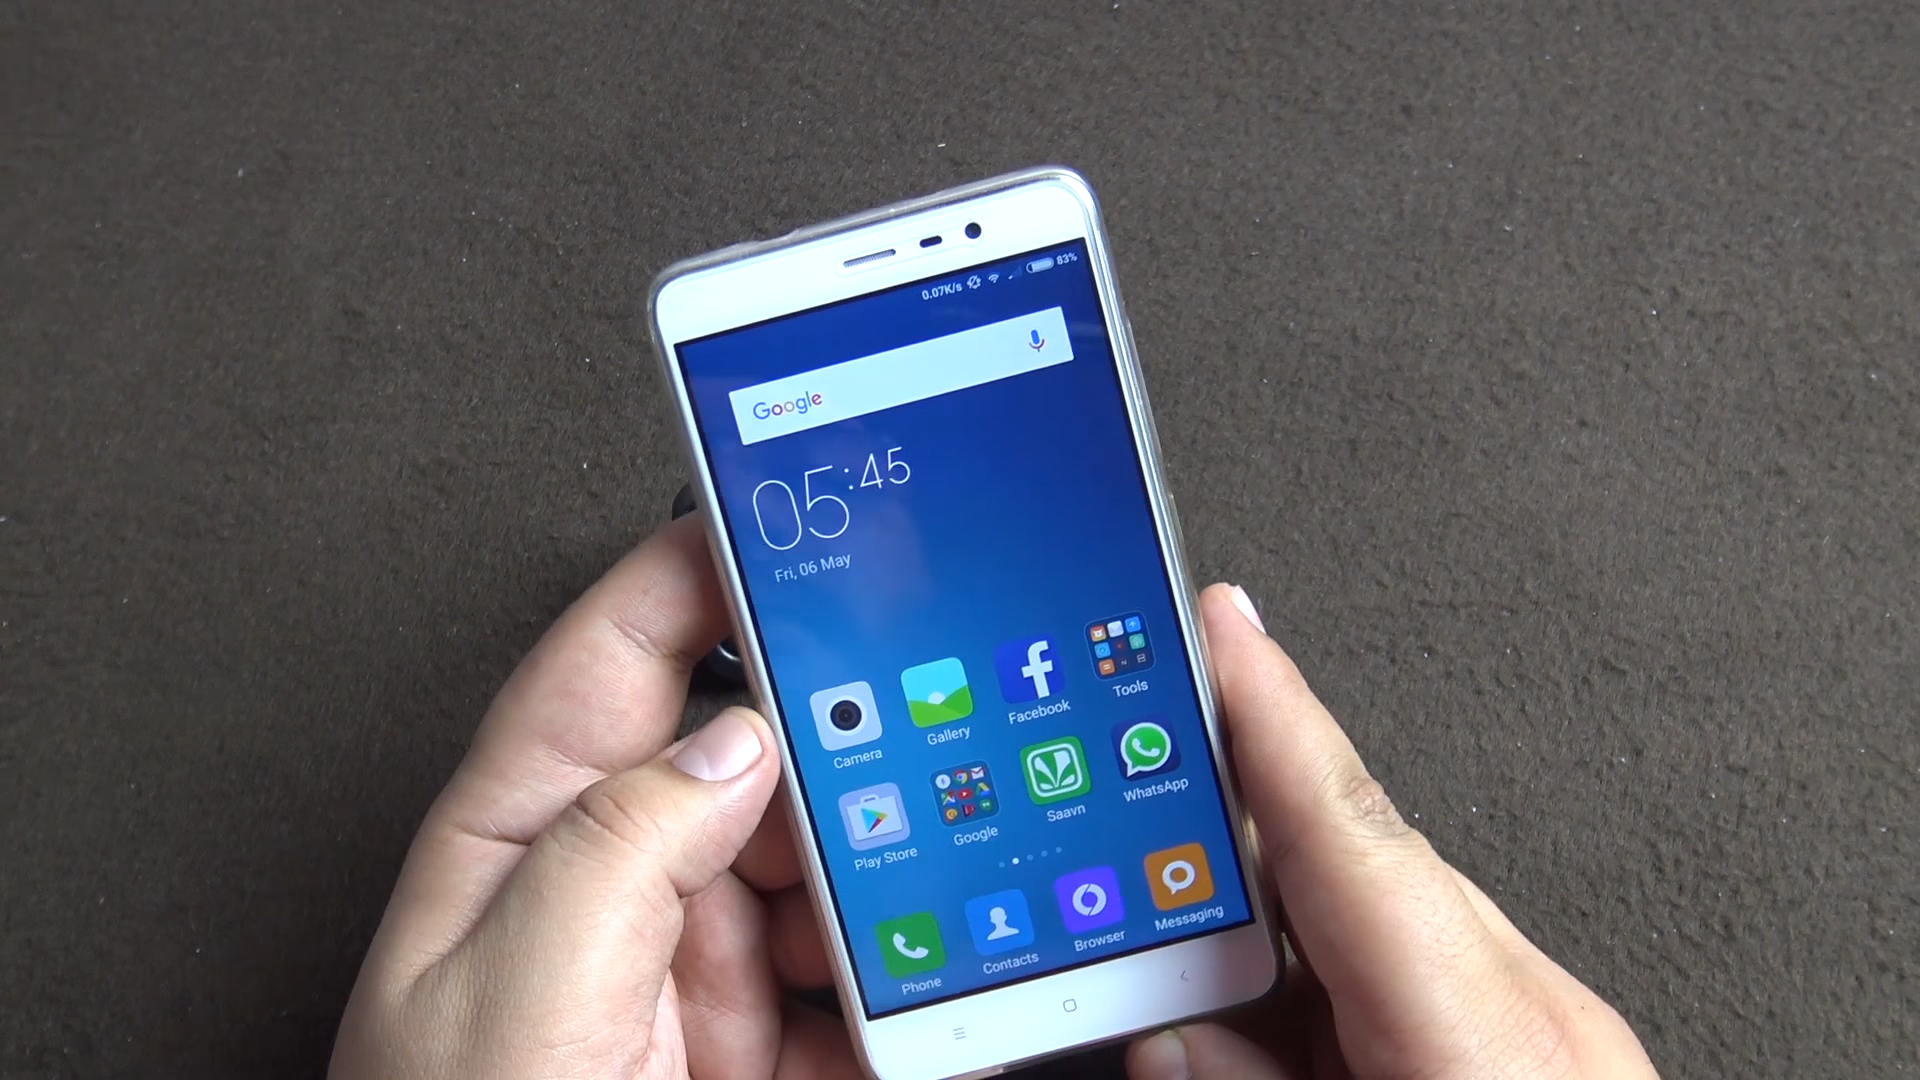 0.07K/s 83%
Google
05:45
Fri, 06 May
Camera Gallery Facebook Tools
Play Store Google Saavn WhatsApp
Phone Contacts Browser Messaging